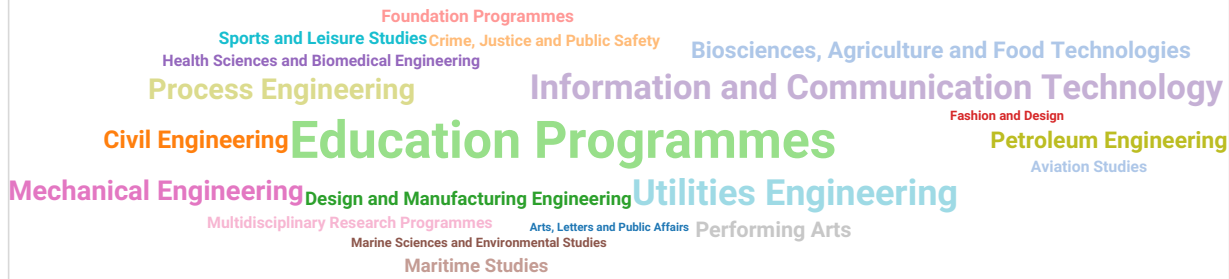 Foundation Programmes
Sports and Leisure Studies
Crime, Justice and Public Safety
Biosciences, Agriculture and Food Technologies
Health Sciences and Biomedical Engineering
Process Engineering
Information and Communication Technology
Fashion and Design
Civil Engineering
Education Programmes
Petroleum Engineering
Aviation Studies
Mechanical Engineering
Design and Manufacturing Engineering
Utilities Engineering
Multidisciplinary Research Programmes
Arts, Letters and Public Affairs
Performing Arts
Marine Sciences and Environmental Studies
Maritime Studies